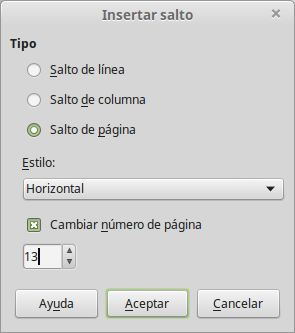 Insertar salto
Tipo
Salto de línea
Salto de columna
Salto de página
Estilo:
Horizontal
Cambiar número de página
13
Ayuda Aceptar Cancelar